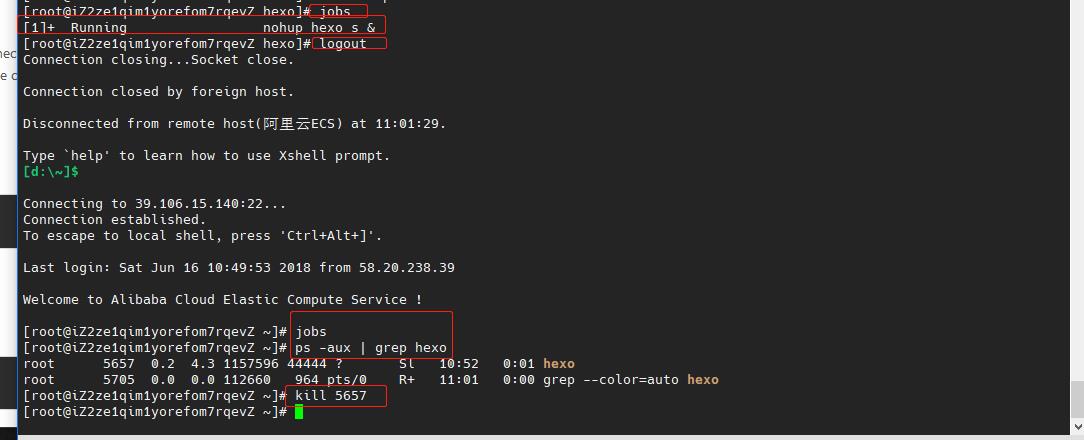 [root@iZ2ze1qim1yorefom7rqevZ hexo]# jobs
[1]+  Running                 nohup hexo s &
[root@iZ2ze1qim1yorefom7rqevZ hexo]# logout
Connection closing...Socket close.
Connection closed by foreign host.
Disconnected from remote host(阿里云ECS) at 11:01:29.
Type `help' to learn how to use Xshell prompt.
[d:\~]$
Connecting to 39.106.15.140:22...
Connection established.
To escape to local shell, press 'Ctrl+Alt+]'.
Last login: Sat Jun 16 10:49:53 2018 from 58.20.238.39
Welcome to Alibaba Cloud Elastic Compute Service !
[root@iZ2ze1qim1yorefom7rqevZ ~]# jobs
[root@iZ2ze1qim1yorefom7rqevZ ~]# ps -aux | grep hexo
root      5657  0.2  4.3 1157596 44444 ?       Sl   10:52   0:01 hexo
root      5705  0.0  0.0 112660   964 pts/0    R+   11:01   0:00 grep --color=auto hexo
[root@iZ2ze1qim1yorefom7rqevZ ~]# kill 5657
[root@iZ2ze1qim1yorefom7rqevZ ~]#